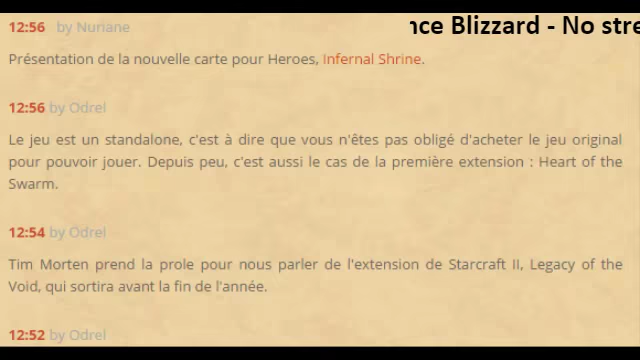 nce Blizzard - No stre
12:56 by Nuriane
Présentation de la nouvelle carte pour Heroes, Infernal Shrine.
12:56 by Odrel
Le jeu est un standalone, c'est à dire que vous n'êtes pas obligé d'acheter le jeu original
pour pouvoir jouer. Depuis peu, c'est aussi le cas de la première extension : Heart of the
Swarm.
12:54 by Odrel
Tim Morten prend la prole pour nous parler de l'extension de Starcraft II, Legacy of the
Void, qui sortira avant la fin de l'année.
12:52 by Odrel